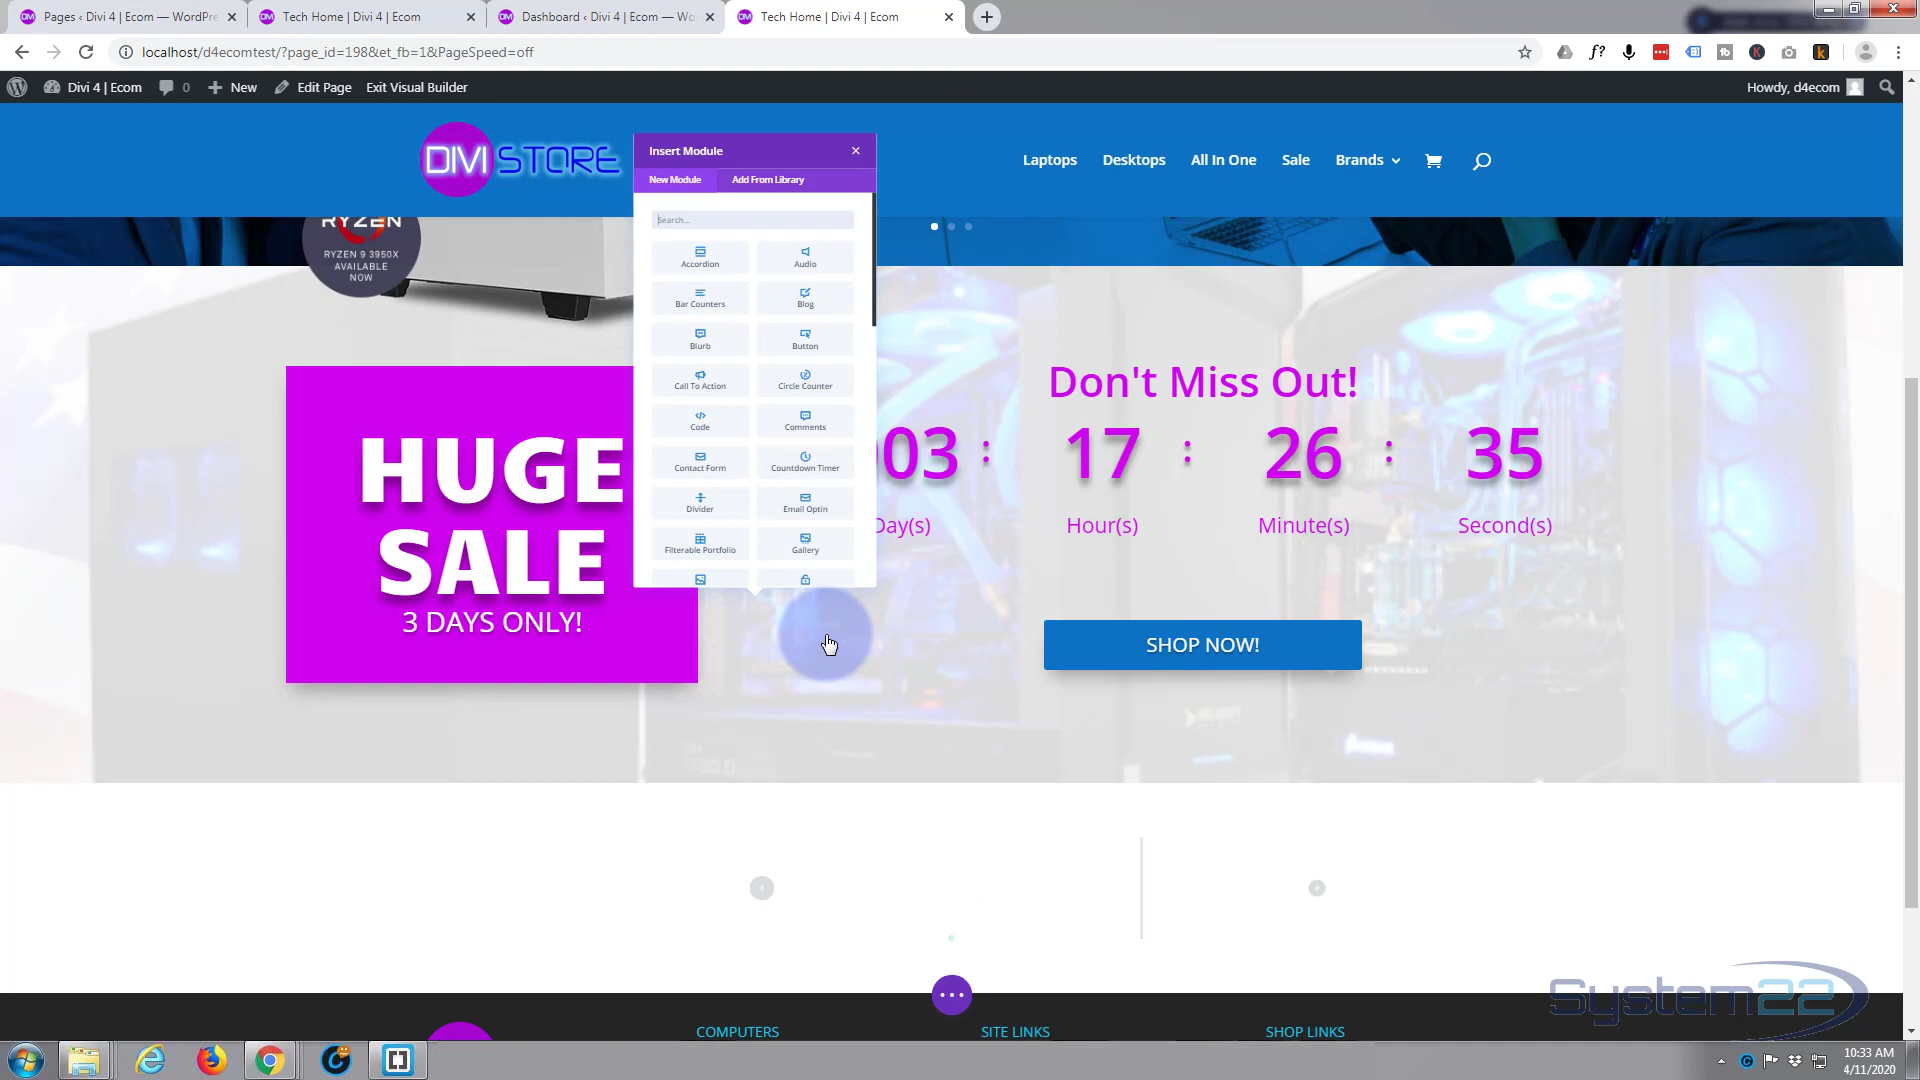 Pages ‹ Divi 4 | Ecom — WordPre
Tech Home | Divi 4 | Ecom
Dashboard ‹ Divi 4 | Ecom — Wo
Tech Home | Divi 4 | Ecom
localhost/d4ecomtest/?page_id=198&et_fb=1&PageSpeed=off
Divi 4 | Ecom
0
New
Edit Page
Exit Visual Builder
Howdy, d4ecom
DIVI STORE
Laptops
Desktops
All In One
Sale
Brands
Insert Module
New Module
Add From Library
Search...
Accordion
Audio
Bar Counters
Blog
Blurb
Button
Call To Action
Circle Counter
Code
Comments
Contact Form
Countdown Timer
Divider
Email Optin
Filterable Portfolio
Gallery
RYZEN
RYZEN 9 3950X
AVAILABLE
NOW
HUGE
SALE
3 DAYS ONLY!
Don't Miss Out!
003 : 17 : 26 : 35
Day(s)
Hour(s)
Minute(s)
Second(s)
SHOP NOW!
System22
COMPUTERS
SITE LINKS
SHOP LINKS
10:33 AM
4/11/2020